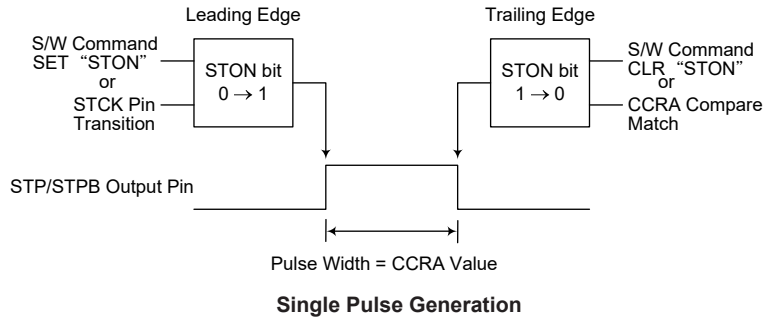 Leading Edge
Trailing Edge
S/W Command
SET “STON”
or
STCK Pin
Transition
STON bit
0 → 1
STON bit
1 → 0
S/W Command
CLR “STON”
or
CCRA Compare
Match
STP/STPB Output Pin
Pulse Width = CCRA Value
Single Pulse Generation